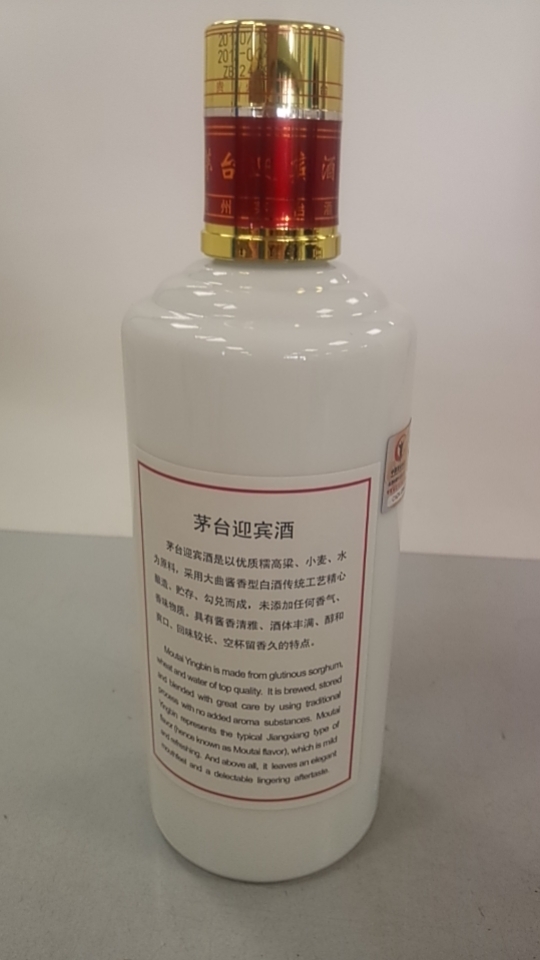 台迎宾酒
州
酒
茅台迎宾酒
茅台迎宾酒是以优质糯高粱、小麦、水
为原料，采用大曲酱香型白酒传统工艺精心
酿造、贮存、勾兑而成，未添加任何香气、
香味物质，具有酱香清雅、酒体丰满、醇和
爽口、回味较长、空杯留香久的特点。
Moutai Yingbin is made from glutinous sorghum,
wheat and water of top quality. It is brewed, stored
and blended with great care by using traditional
process with no added aroma substances. Moutai
Yingbin represents the typical Jiangxiang type of
flavor (hence known as Moutai flavor), which is mild
and refreshing. And above all, it leaves an elegant
mouthfeel and a delectable lingering aftertaste.